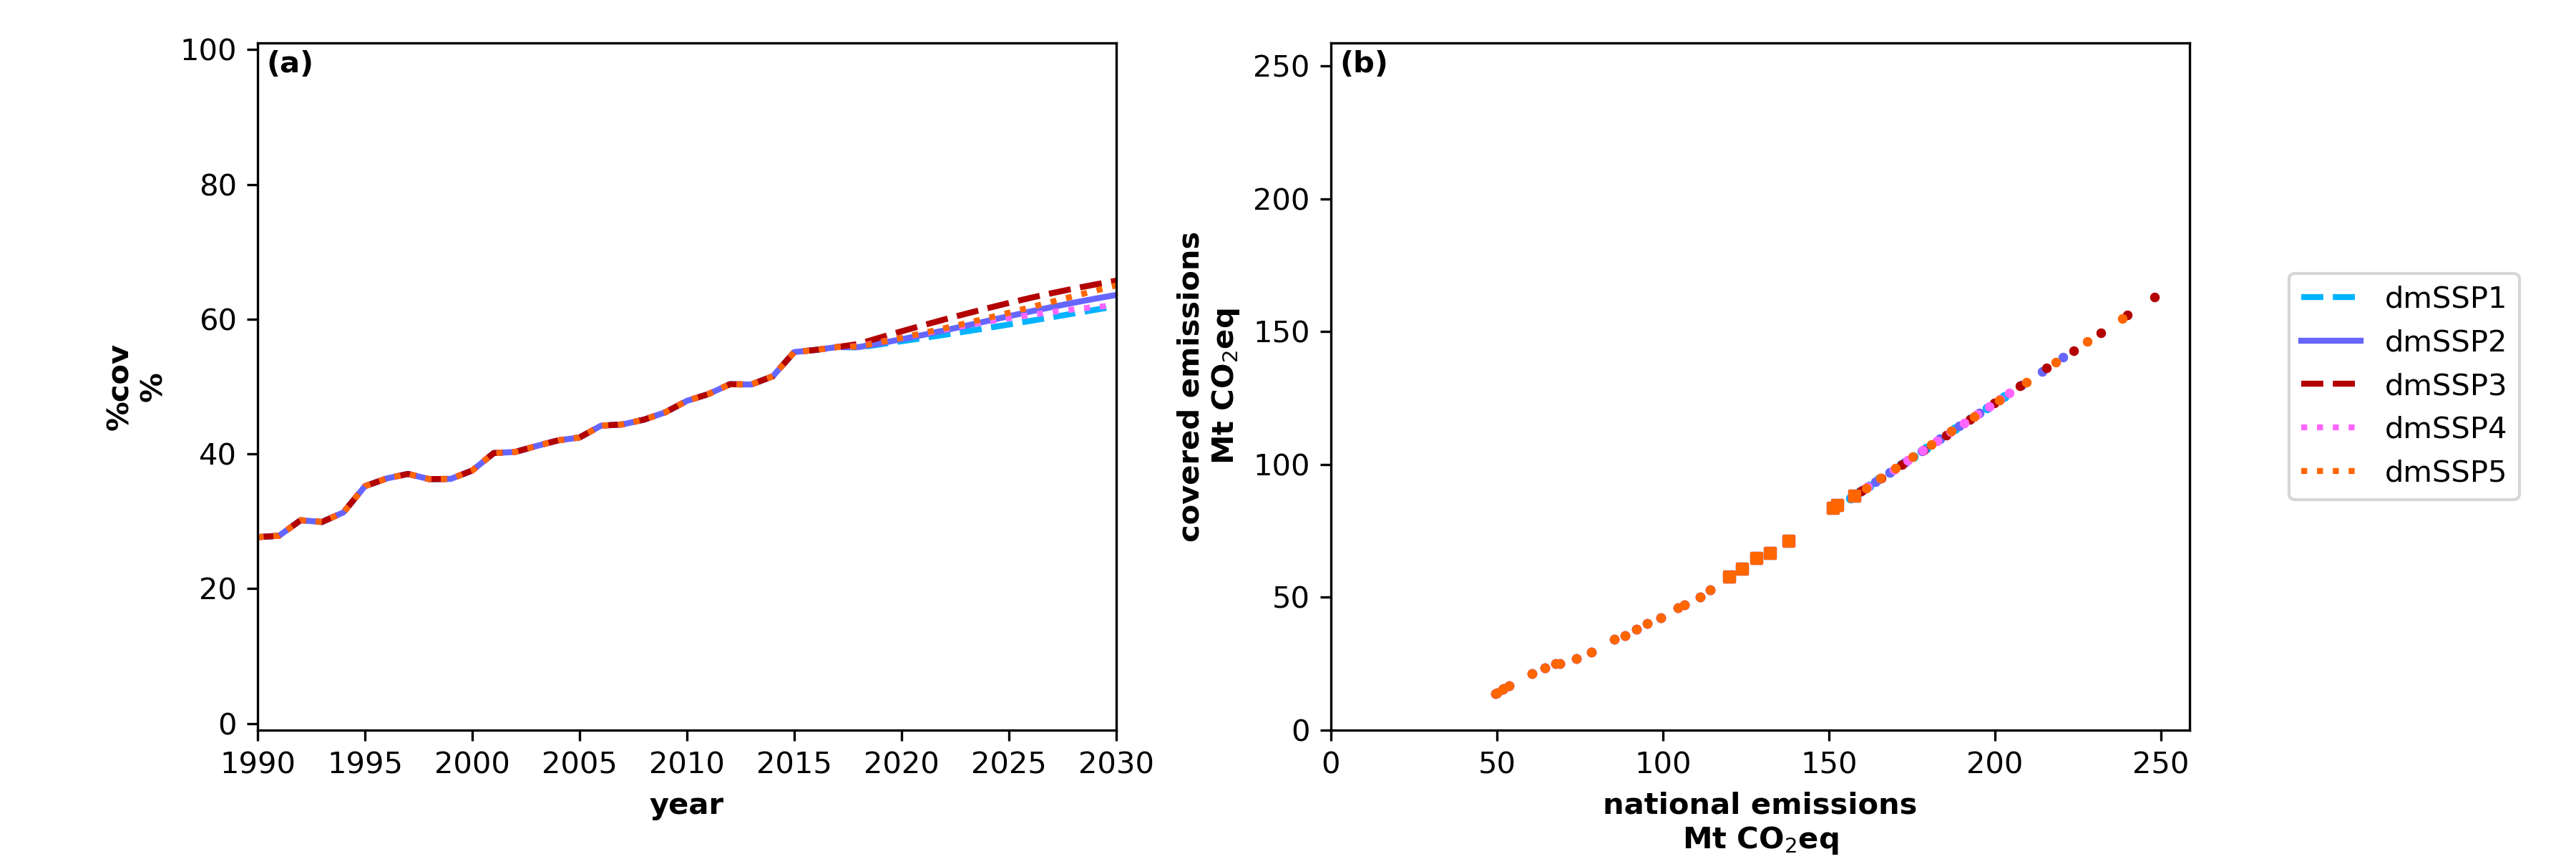 (a)
100
80
60
40
20
0
%cov
%
1990 1995 2000 2005 2010 2015 2020 2025 2030
year
(b)
250
200
150
100
50
0
covered emissions
Mt CO₂eq
0 50 100 150 200 250
national emissions
Mt CO₂eq
dmSSP1
dmSSP2
dmSSP3
dmSSP4
dmSSP5